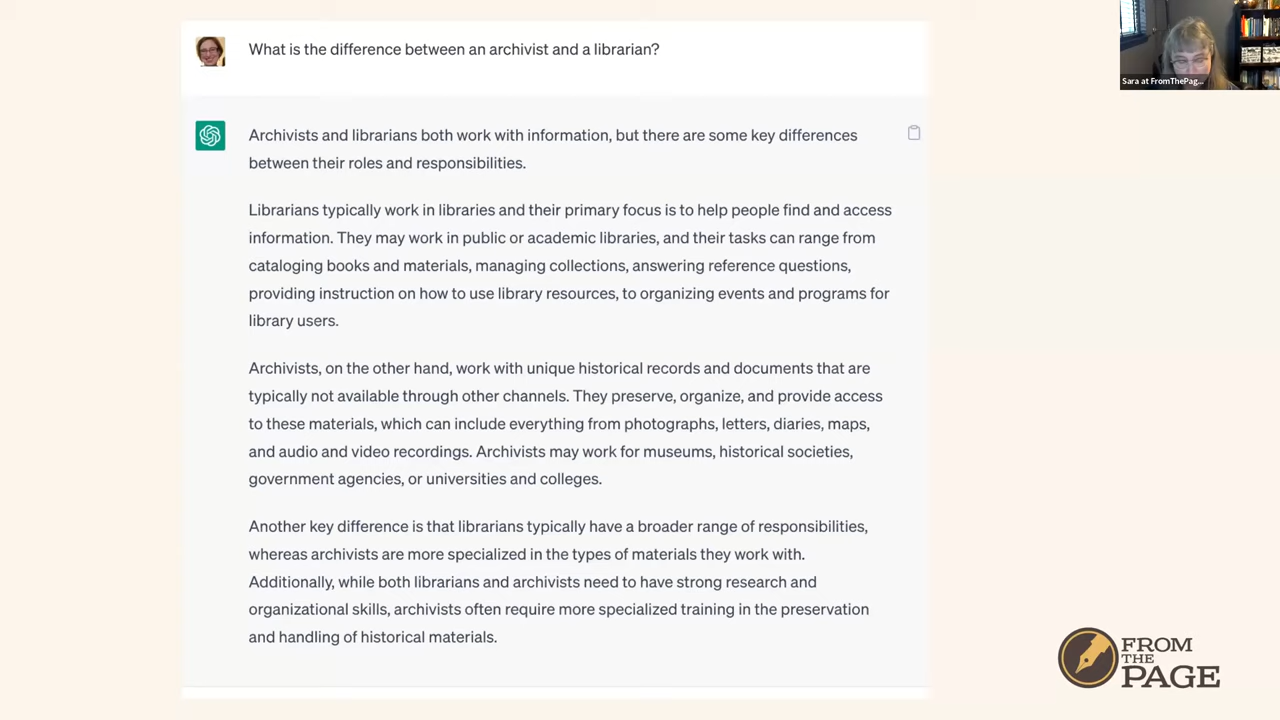 What is the difference between an archivist and a librarian?
Sara at FromThePag...
Archivists and librarians both work with information, but there are some key differences
between their roles and responsibilities.
Librarians typically work in libraries and their primary focus is to help people find and access
information. They may work in public or academic libraries, and their tasks can range from
cataloging books and materials, managing collections, answering reference questions,
providing instruction on how to use library resources, to organizing events and programs for
library users.
Archivists, on the other hand, work with unique historical records and documents that are
typically not available through other channels. They preserve, organize, and provide access
to these materials, which can include everything from photographs, letters, diaries, maps,
and audio and video recordings. Archivists may work for museums, historical societies,
government agencies, or universities and colleges.
Another key difference is that librarians typically have a broader range of responsibilities,
whereas archivists are more specialized in the types of materials they work with.
Additionally, while both librarians and archivists need to have strong research and
organizational skills, archivists often require more specialized training in the preservation
and handling of historical materials.
FROM
THE
PAGE